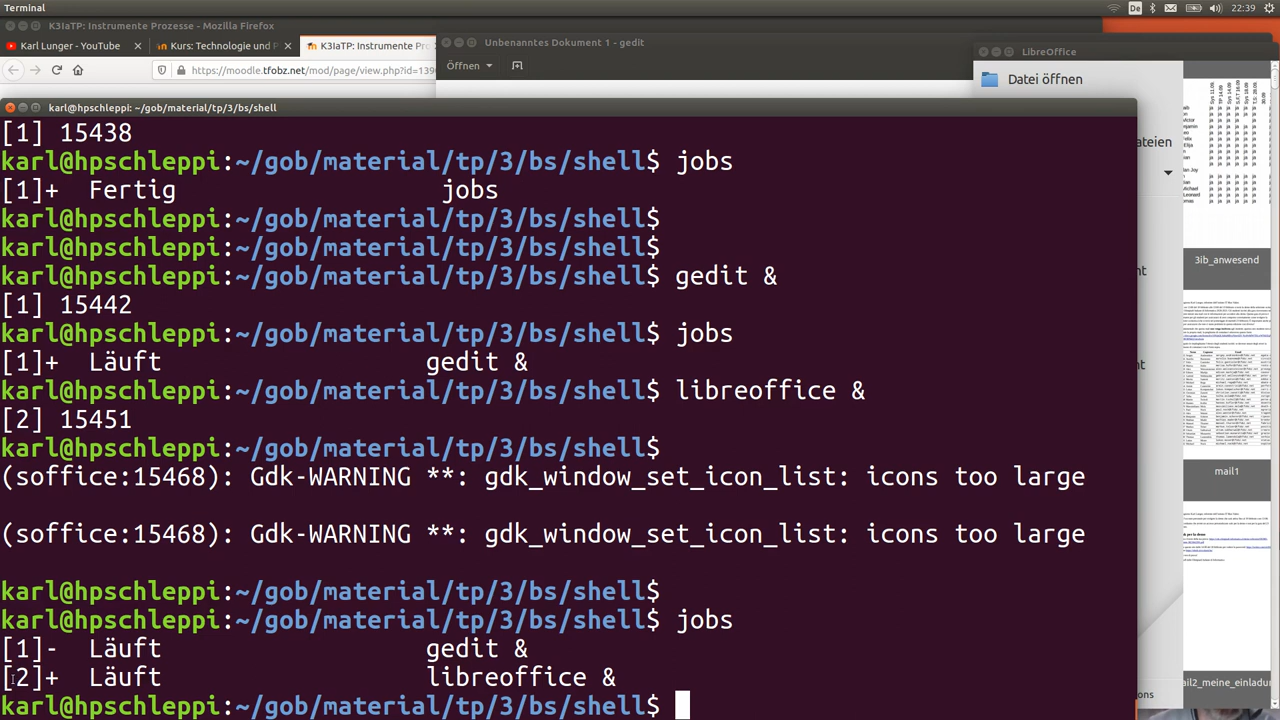 Terminal
De
22:39
K3IaTP: Instrumente Prozesse - Mozilla Firefox
Karl Lunger - YouTube
Kurs: Technologie und P
K3IaTP: Instrumente Pro
https://moodle.tfobz.net/mod/page/view.php?id=139
Unbenanntes Dokument 1 - gedit
Öffnen
LibreOffice
Datei öffnen
ateien
3ib_anwesend
mail1
ail2_meine_einladu
ons
karl@hpschleppi: ~/gob/material/tp/3/bs/shell
[1] 15438
karl@hpschleppi:~/gob/material/tp/3/bs/shell$ jobs
[1]+  Fertig                  jobs
karl@hpschleppi:~/gob/material/tp/3/bs/shell$
karl@hpschleppi:~/gob/material/tp/3/bs/shell$
karl@hpschleppi:~/gob/material/tp/3/bs/shell$ gedit &
[1] 15442
karl@hpschleppi:~/gob/material/tp/3/bs/shell$ jobs
[1]+  Läuft                  gedit &
karl@hpschleppi:~/gob/material/tp/3/bs/shell$ libreoffice &
[2] 15451
karl@hpschleppi:~/gob/material/tp/3/bs/shell$
(soffice:15468): Gdk-WARNING **: gdk_window_set_icon_list: icons too large
(soffice:15468): Gdk-WARNING **: gdk_window_set_icon_list: icons too large
karl@hpschleppi:~/gob/material/tp/3/bs/shell$
karl@hpschleppi:~/gob/material/tp/3/bs/shell$ jobs
[1]-  Läuft                  gedit &
[2]+  Läuft                  libreoffice &
karl@hpschleppi:~/gob/material/tp/3/bs/shell$